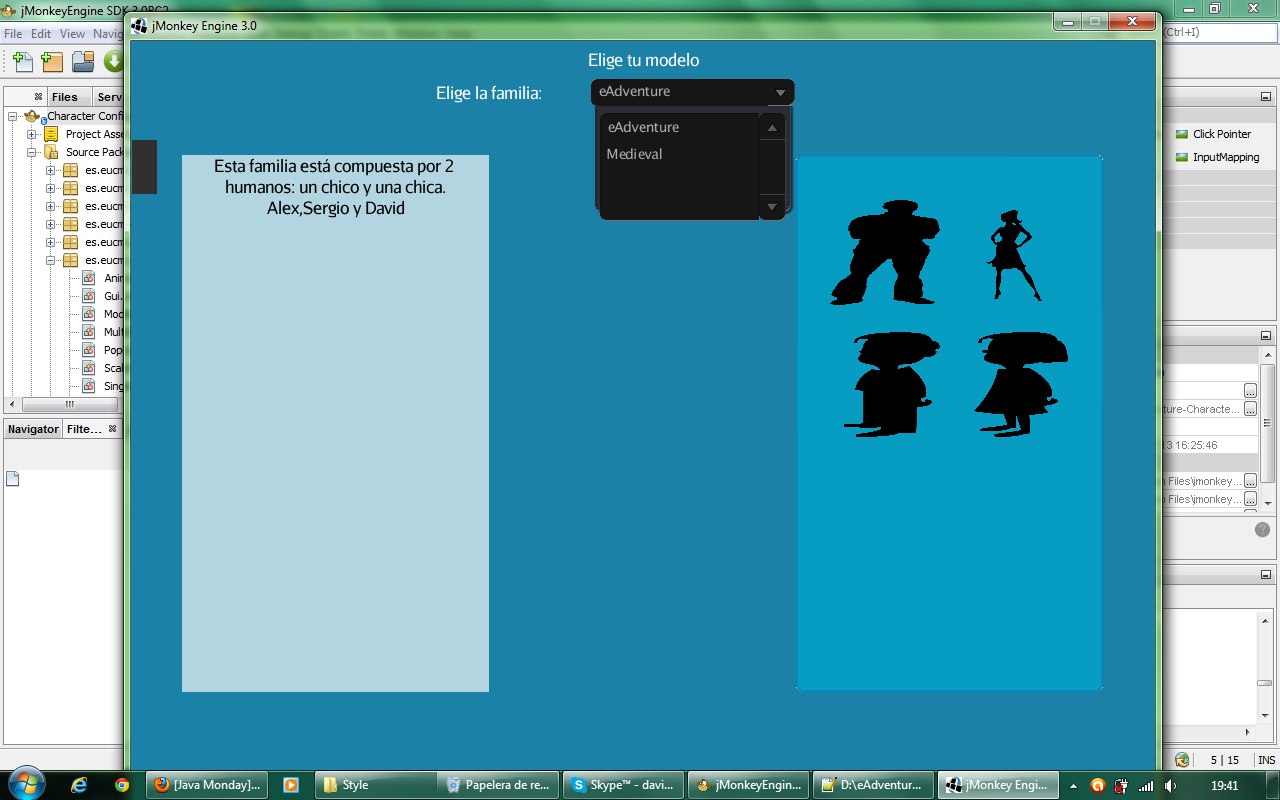 jMonkeyEngine SDK 3.0RC2
jMonkey Engine 3.0
File Edit View Navig
(Ctrl+I)
Elige tu modelo
Elige la familia:
eAdventure
eAdventure
Medieval
Files
Serv
Character Confi
Project Asse
Source Pack
es.eucm
es.eucm
es.eucm
es.eucm
es.eucm
es.eucm
Anim
Gui.
Mod
Mult
Pop
Scal
Sing
Esta familia está compuesta por 2
humanos: un chico y una chica.
Alex,Sergio y David
Click Pointer
InputMapping
Navigator
Filte...
ture-Characte...
3 16:25:46
n Files\jmonkey...
n Files\jmonkey...
5 | 15
INS
[Java Monday]...
Style
Papelera de re...
Skype™ - davi...
jMonkeyEngin...
D:\eAdventur...
jMonkey Engi...
19:41